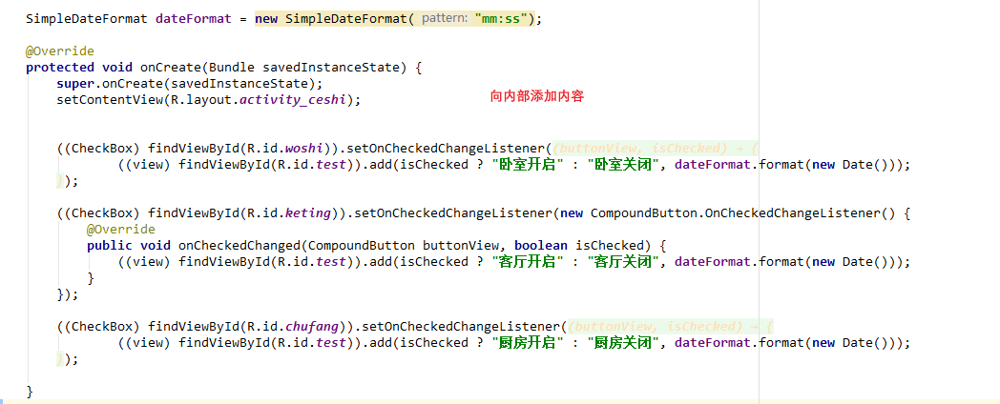 SimpleDateFormat dateFormat = new SimpleDateFormat( pattern: "mm:ss");
@Override
protected void onCreate(Bundle savedInstanceState) {
super.onCreate(savedInstanceState);
setContentView(R.layout.activity_ceshi);
向内部添加内容
((CheckBox) findViewById(R.id.woshi)).setOnCheckedChangeListener((buttonView, isChecked) → {
((view) findViewById(R.id.test)).add(isChecked ? "卧室开启" : "卧室关闭", dateFormat.format(new Date()));
});
((CheckBox) findViewById(R.id.keting)).setOnCheckedChangeListener(new CompoundButton.OnCheckedChangeListener() {
@Override
public void onCheckedChanged(CompoundButton buttonView, boolean isChecked) {
((view) findViewById(R.id.test)).add(isChecked ? "客厅开启" : "客厅关闭", dateFormat.format(new Date()));
}
});
((CheckBox) findViewById(R.id.chufang)).setOnCheckedChangeListener((buttonView, isChecked) → {
((view) findViewById(R.id.test)).add(isChecked ? "厨房开启" : "厨房关闭", dateFormat.format(new Date()));
});
}